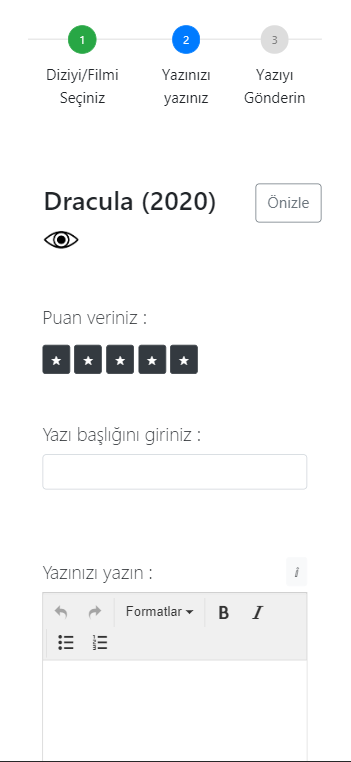 1 2 3
Diziyi/Filmi Yazınızı Yazıyı
Seçiniz yazınız Gönderin
Dracula (2020) Önizle
Puan veriniz :
Yazı başlığını giriniz :
Yazınızı yazın : i
Formatlar B I